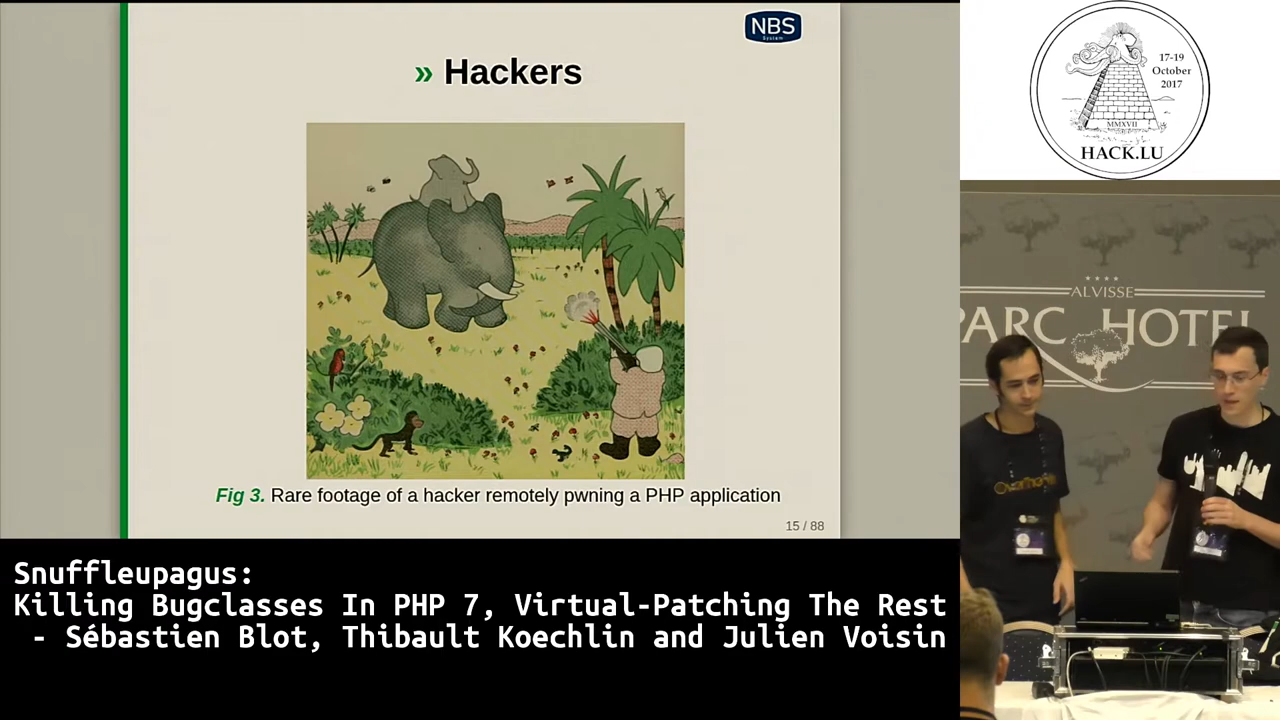 NBS
System
» Hackers
Fig 3. Rare footage of a hacker remotely pwning a PHP application
15 / 88
Snuffleupagus:
Killing Bugclasses In PHP 7, Virtual-Patching The Rest
- Sébastien Blot, Thibault Koechlin and Julien Voisin
17-19
October
2017
MMXVII
HACK.LU
ALVISSE
PARC HOTEL